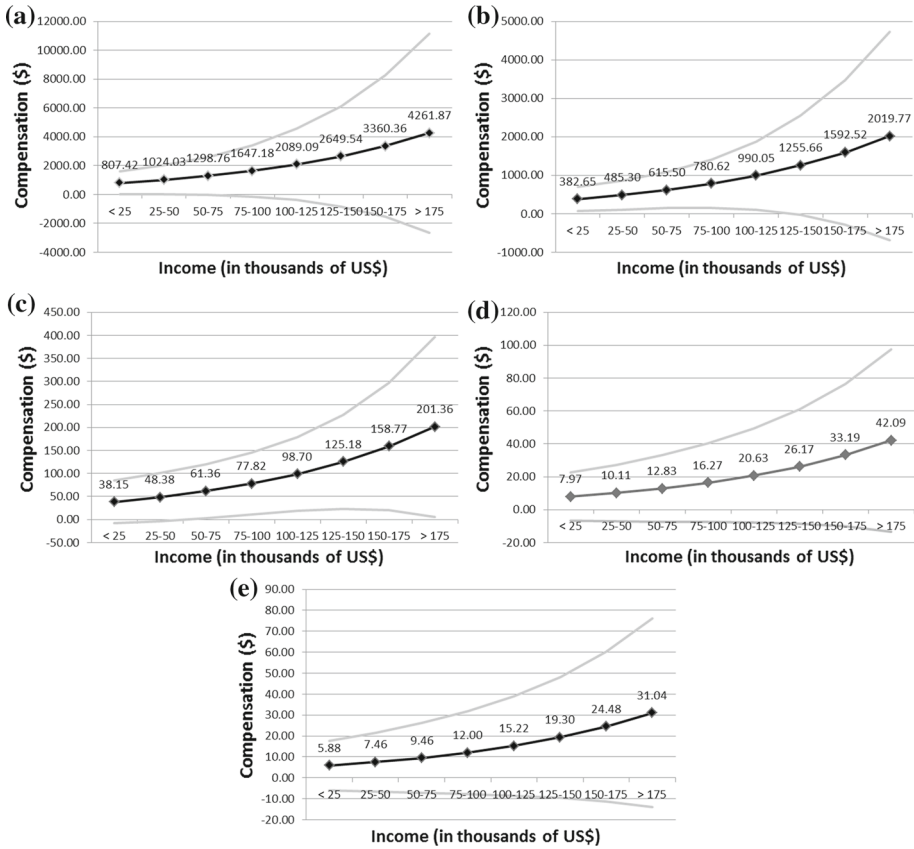 (a)
12000.00
10000.00
8000.00
6000.00
4000.00
2000.00
0.00
-2000.00
-4000.00
Compensation ($)
807.42 1024.03 1298.76 1647.18 2089.09 2649.54 3360.36 4261.87
< 25 25-50 50-75 75-100 100-125 125-150 150-175 > 175
Income (in thousands of US$)
(b)
5000.00
4000.00
3000.00
2000.00
1000.00
0.00
-1000.00
Compensation ($)
382.65 485.30 615.50 780.62 990.05 1255.66 1592.52 2019.77
< 25 25-50 50-75 75-100 100-125 125-150 150-175 > 175
Income (in thousands of US$)
(c)
450.00
400.00
350.00
300.00
250.00
200.00
150.00
100.00
50.00
0.00
-50.00
Compensation ($)
38.15 48.38 61.36 77.82 98.70 125.18 158.77 201.36
< 25 25-50 50-75 75-100 100-125 125-150 150-175 > 175
Income (in thousands of US$)
(d)
120.00
100.00
80.00
60.00
40.00
20.00
0.00
-20.00
Compensation ($)
7.97 10.11 12.83 16.27 20.63 26.17 33.19 42.09
< 25 25-50 50-75 75-100 100-125 125-150 150-175 > 175
Income (in thousands of US$)
(e)
90.00
80.00
70.00
60.00
50.00
40.00
30.00
20.00
10.00
0.00
-10.00
-20.00
Compensation ($)
5.88 7.46 9.46 12.00 15.22 19.30 24.48 31.04
< 25 25-50 50-75 75-100 100-125 125-150 150-175 > 175
Income (in thousands of US$)